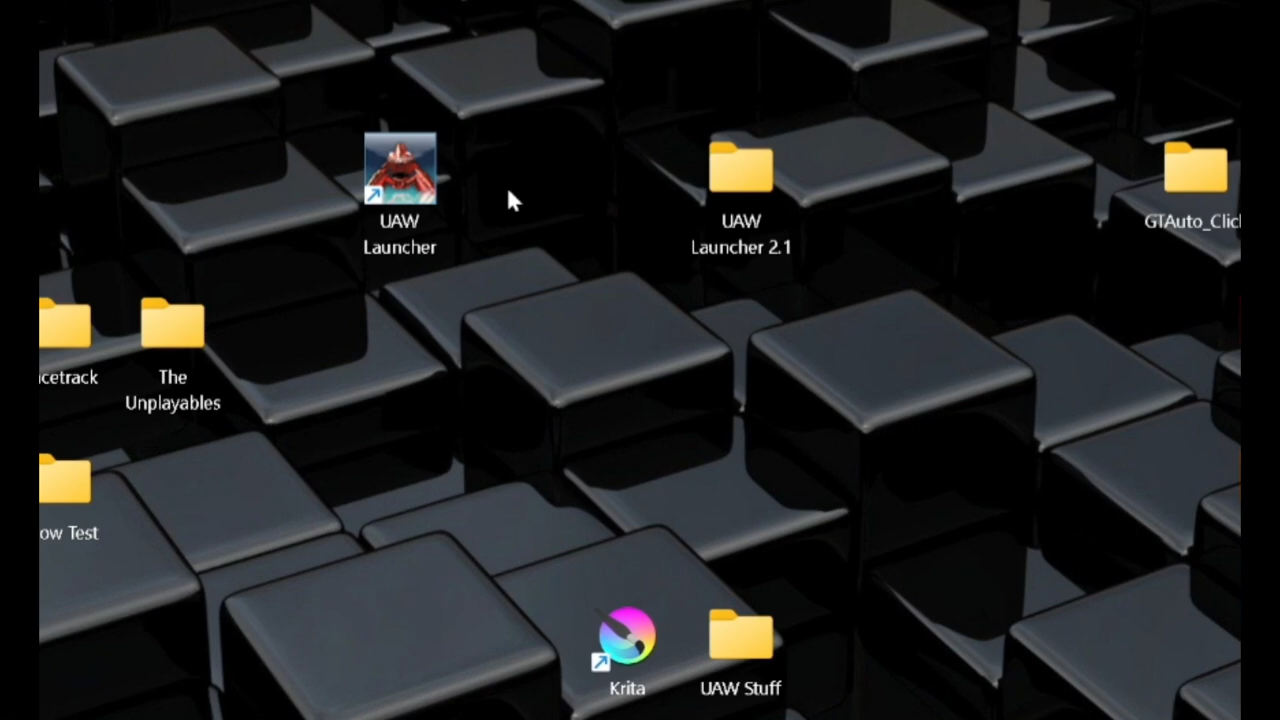 UAW
Launcher
UAW
Launcher 2.1
GTAuto_Clic
cetrack
The
Unplayables
ow Test
Krita
UAW Stuff